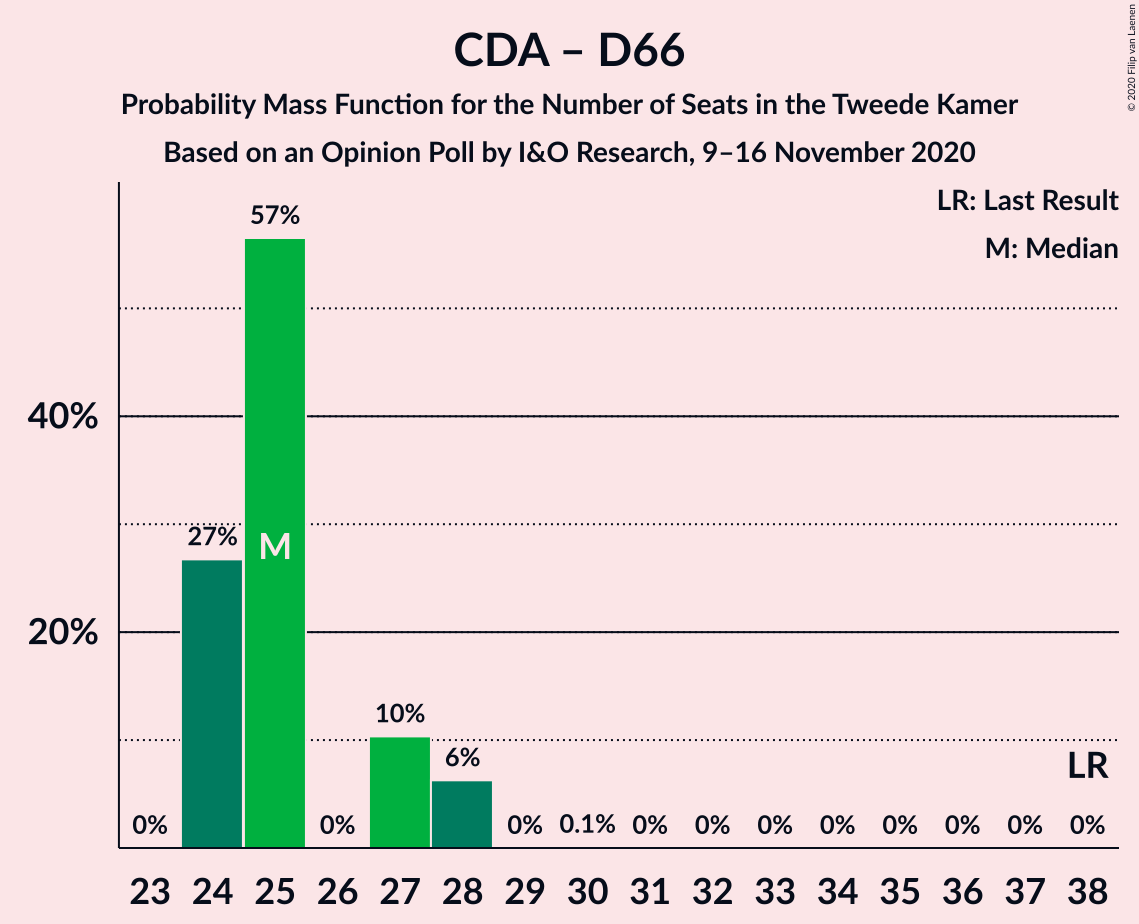 CDA – D66
Probability Mass Function for the Number of Seats in the Tweede Kamer
Based on an Opinion Poll by I&O Research, 9–16 November 2020
© 2020 Filip van Laenen
LR: Last Result
M: Median
57%
40%
27%
M
20%
10%
6%
LR
0% 0% 0% 0.1% 0% 0% 0% 0% 0% 0% 0% 0%
23 24 25 26 27 28 29 30 31 32 33 34 35 36 37 38